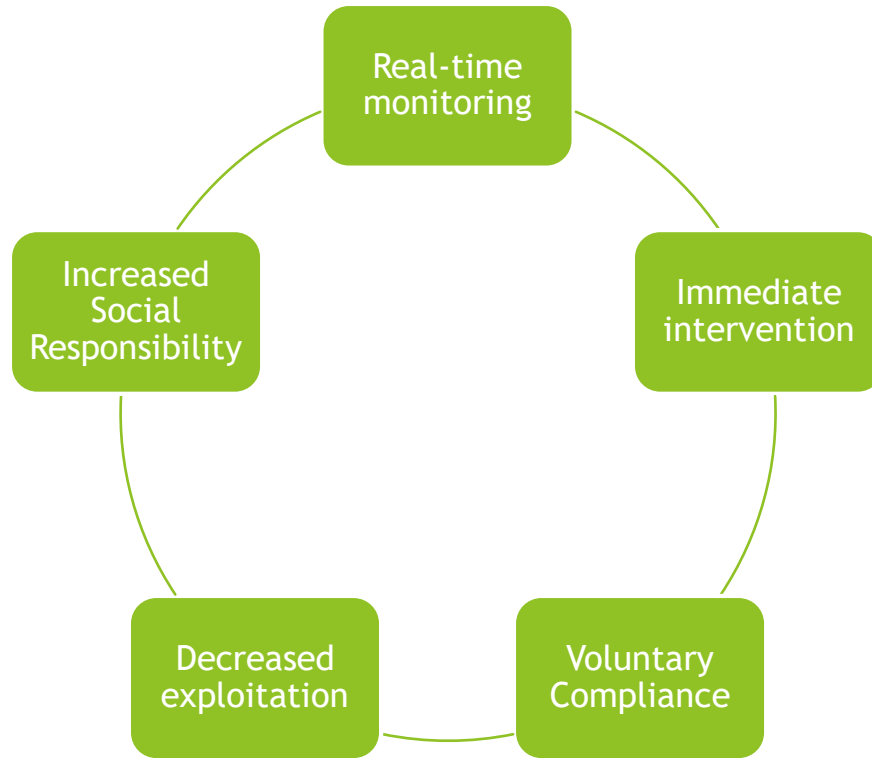 Real-time
monitoring
Immediate
intervention
Voluntary
Compliance
Decreased
exploitation
Increased
Social
Responsibility